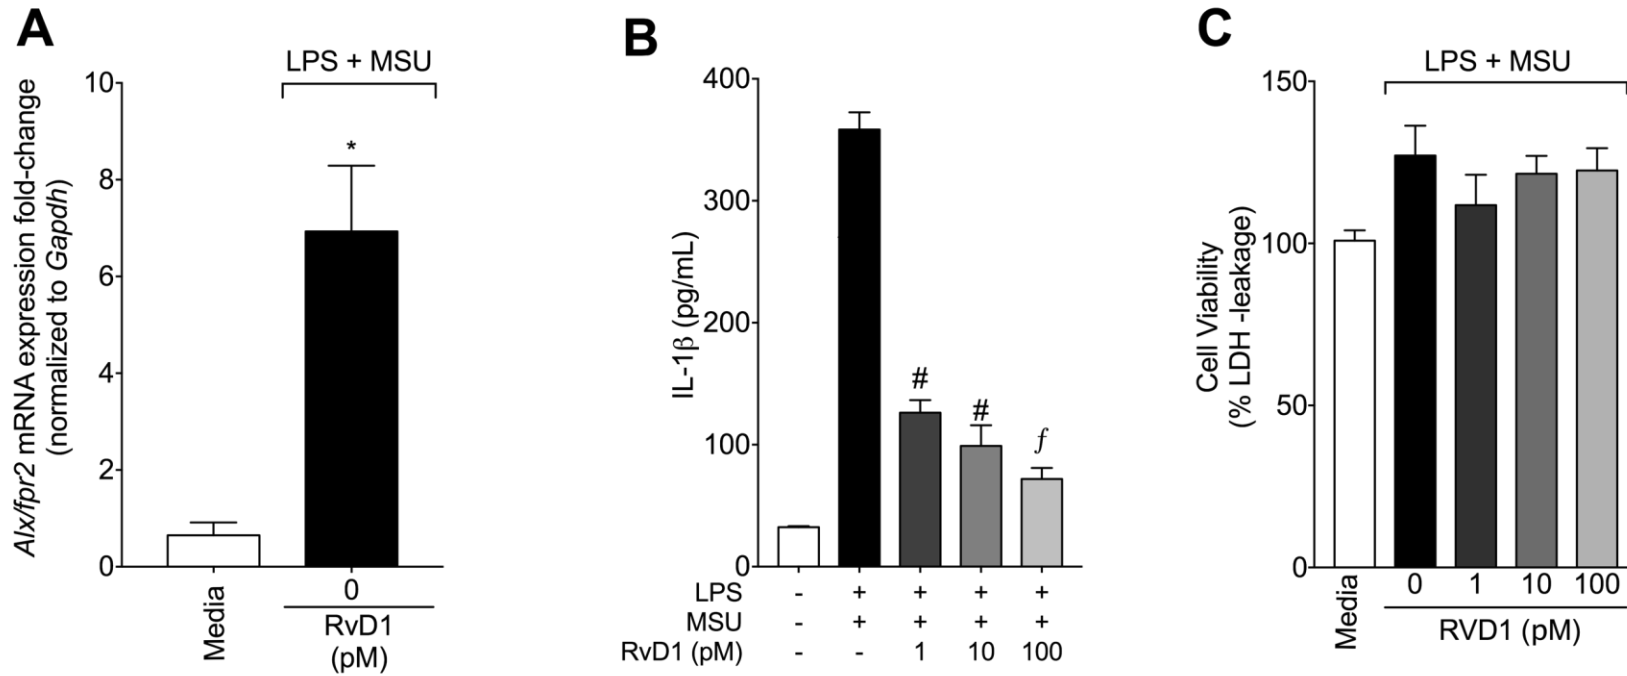 A
LPS + MSU
Alx/fpr2 mRNA expression fold-change
(normalized to Gapdh)
10
8
6
4
2
0
*
Media
0
RvD1
(pM)
B
IL-1β (pg/mL)
400
300
200
100
0
#
#
ƒ
LPS - + + + +
MSU - + + + +
RvD1 (pM) - - 1 10 100
C
LPS + MSU
Cell Viability
(% LDH -leakage)
150
100
50
0
Media
0 1 10 100
RVD1 (pM)